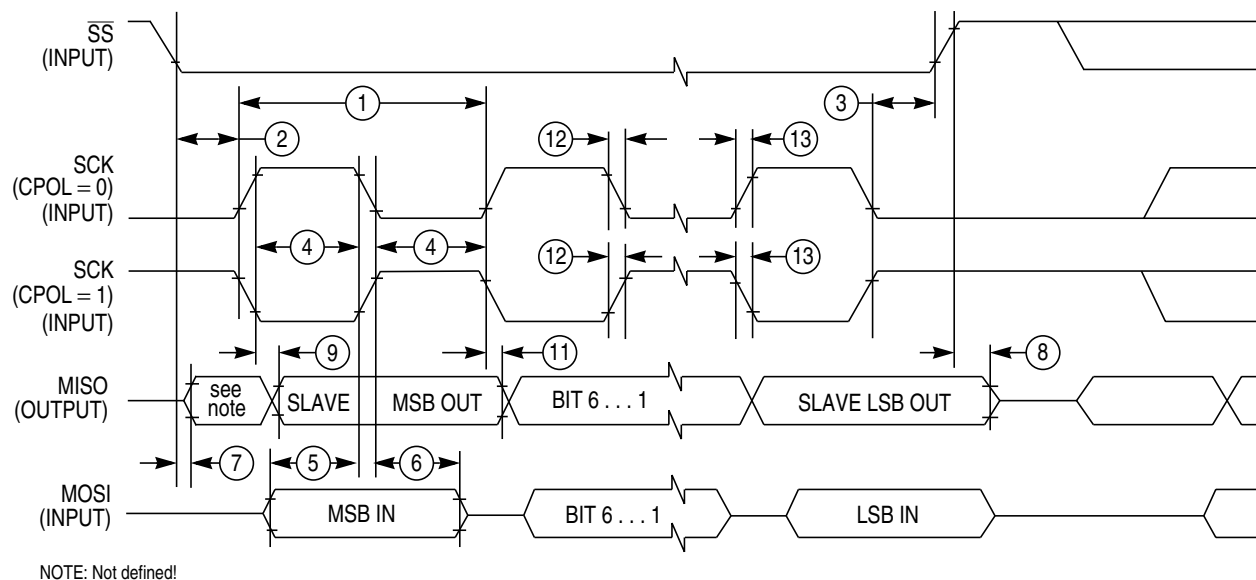 SS
(INPUT)
1
3
2
12
13
SCK
(CPOL = 0)
(INPUT)
4
4
SCK
(CPOL = 1)
(INPUT)
12
13
9
11
8
MISO
(OUTPUT)
see
note
SLAVE
MSB OUT
BIT 6 . . . 1
SLAVE LSB OUT
7
5
6
MOSI
(INPUT)
MSB IN
BIT 6 . . . 1
LSB IN
NOTE: Not defined!